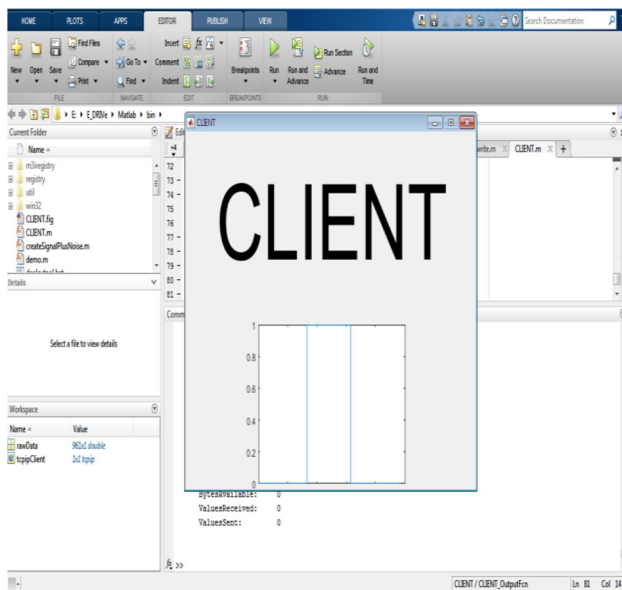 HOME PLOTS APPS EDITOR PUBLISH VIEW
Search Documentation
New Open Save
Find Files
Compare
Print
Go To
Find
Insert
Comment
Indent
Breakpoints
Run Run and Advance
Run Section
Advance
Run and Time
FILE NAVIGATE EDIT BREAKPOINTS RUN
E: E_DRIVe Matlab bin
Current Folder
Name
m3iregistry
registry
util
win32
CLIENT.fig
CLIENT.m
createSignalPlusNoise.m
demo.m
Details
Select a file to view details
Workspace
Name Value
rawData 961x1 double
tcpipClient 1x1 tcpip
Edi
write.m CLIENT.m
72
73
74
75
76
77
78
79
80
81
Comm
CLIENT
CLIENT
1
0.8
0.6
0.4
0.2
0
BytesAvailable: 0
ValuesReceived: 0
ValuesSent: 0
fx >>
CLIENT / CLIENT_OutputFcn Ln 81 Col 14